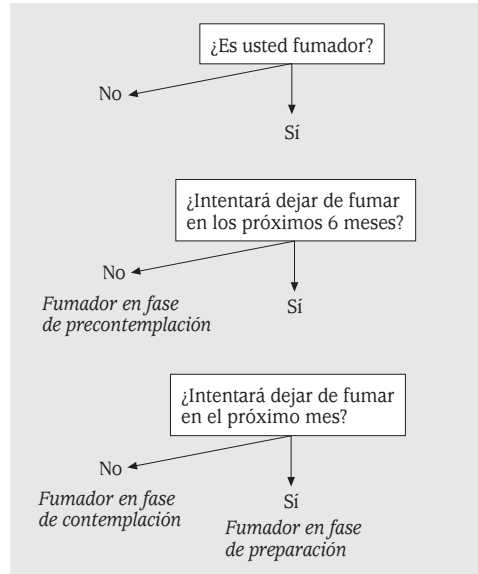 ¿Es usted fumador?
No
Sí
¿Intentará dejar de fumar
en los próximos 6 meses?
No
Sí
Fumador en fase
de precontemplación
¿Intentará dejar de fumar
en el próximo mes?
No
Fumador en fase
de contemplación
Sí
Fumador en fase
de preparación